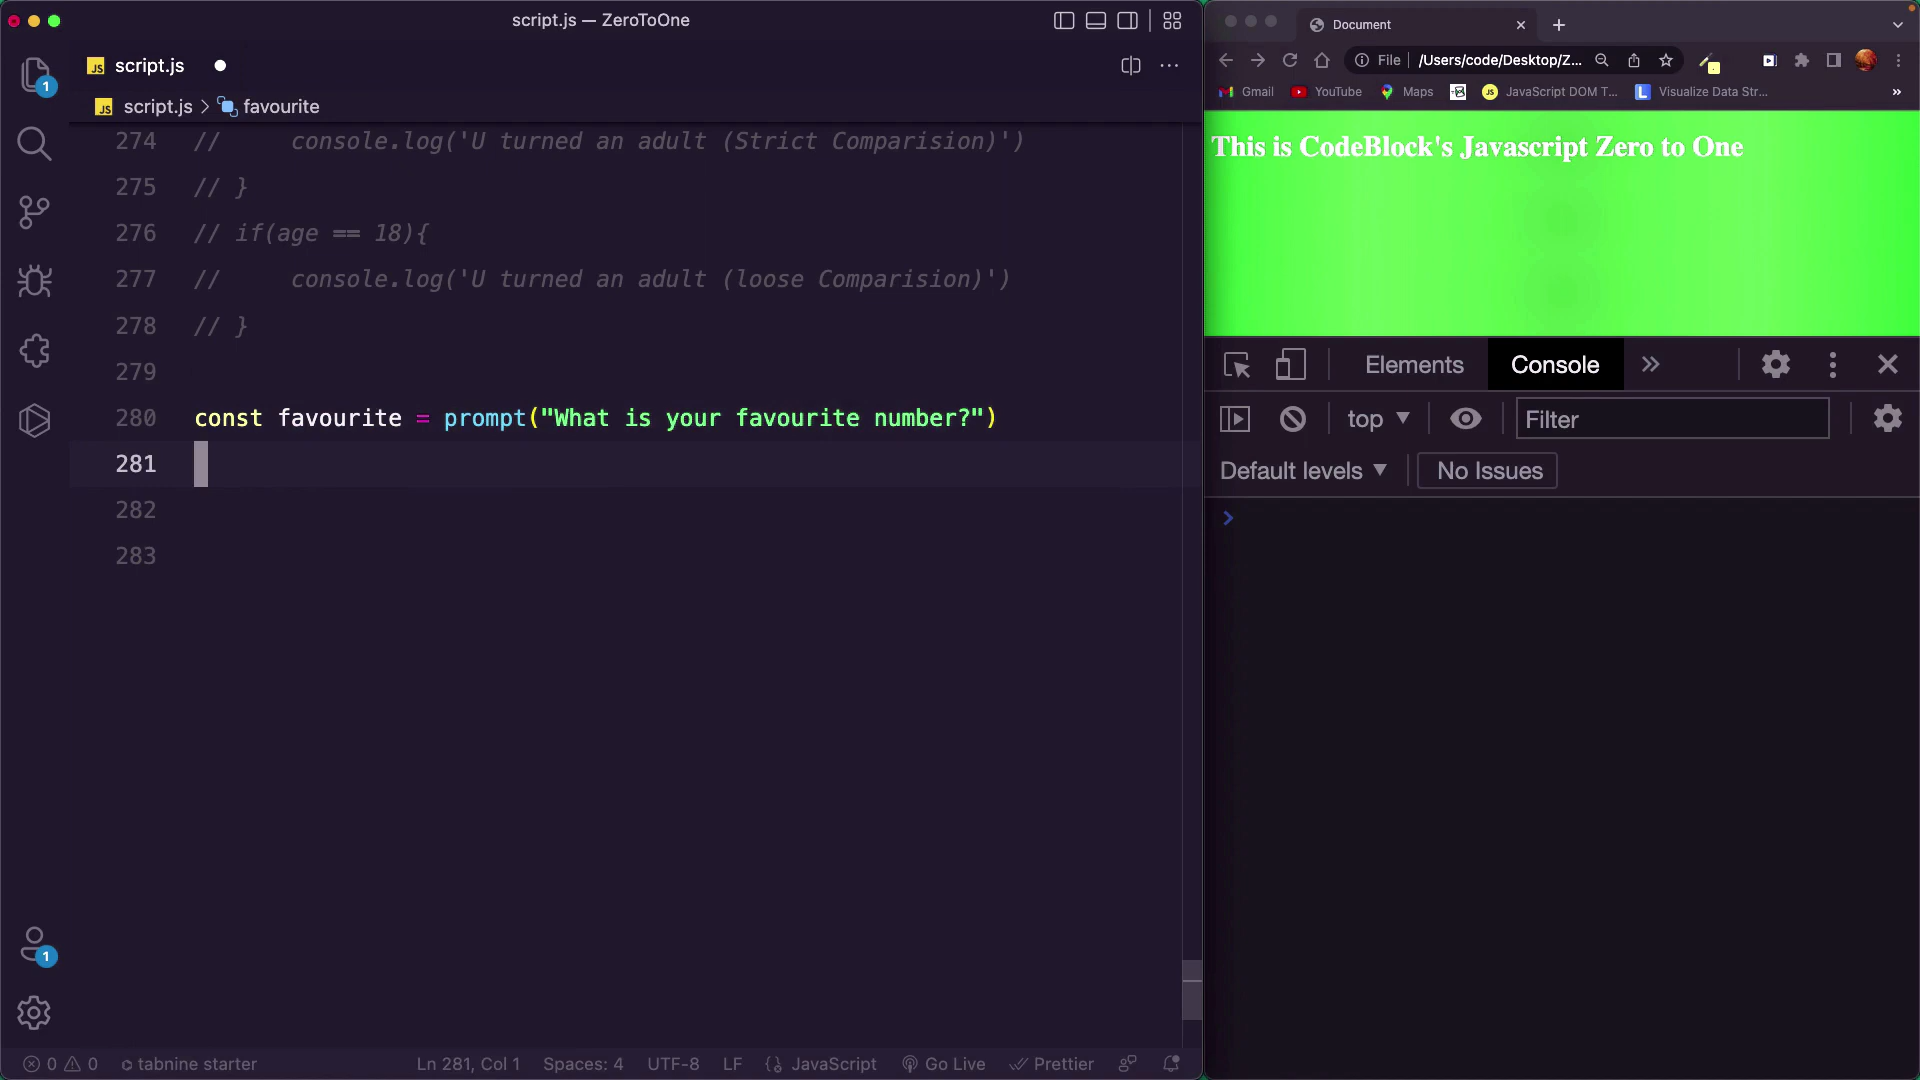 script.js — ZeroToOne
script.js
script.js > favourite
274 //     console.log('U turned an adult (Strict Comparision)')
275 // }
276 // if(age == 18){
277 //     console.log('U turned an adult (loose Comparision)')
278 // }
279
280 const favourite = prompt("What is your favourite number?")
281
282
283
1
1
0 0 tabnine starter Ln 281, Col 1 Spaces: 4 UTF-8 LF JavaScript Go Live Prettier
Document
File /Users/code/Desktop/Z...
Gmail YouTube Maps JavaScript DOM T... Visualize Data Str... »
This is CodeBlock's Javascript Zero to One
Elements Console »
top Filter
Default levels No Issues